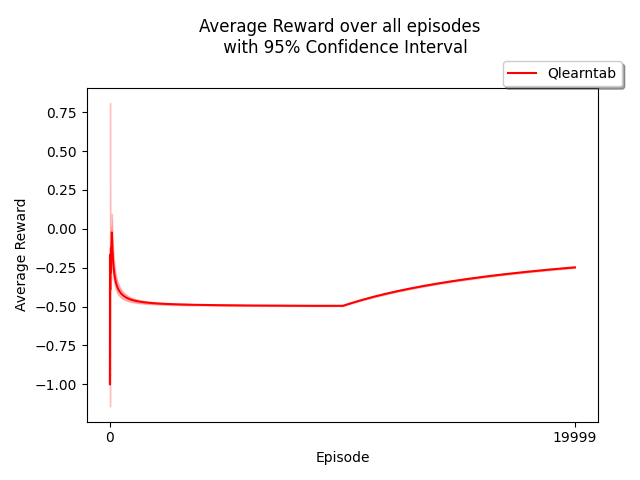 Average Reward over all episodes
with 95% Confidence Interval
Qlearntab
0.75
0.50
0.25
0.00
−0.25
−0.50
−0.75
−1.00
Average Reward
0
19999
Episode